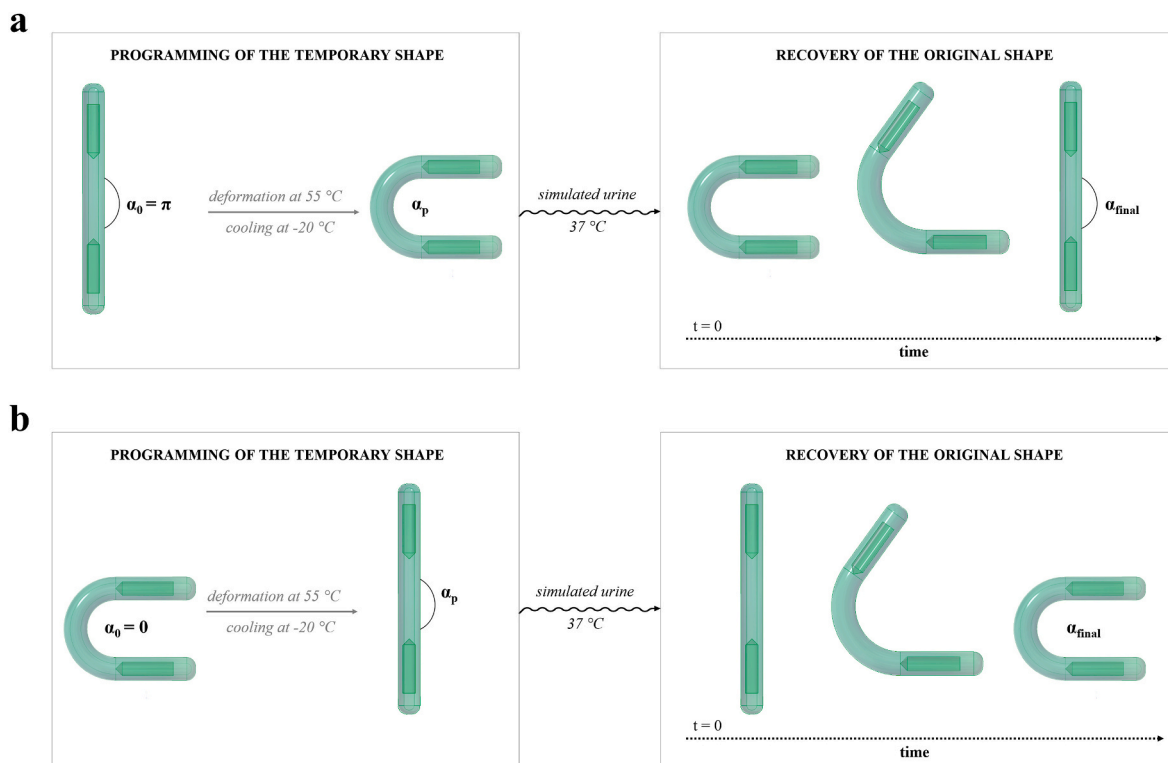 a
PROGRAMMING OF THE TEMPORARY SHAPE
α0 = π
deformation at 55 °C
cooling at -20 °C
αp
simulated urine
37 °C
RECOVERY OF THE ORIGINAL SHAPE
αfinal
t = 0
time
b
PROGRAMMING OF THE TEMPORARY SHAPE
α0 = 0
deformation at 55 °C
cooling at -20 °C
αp
simulated urine
37 °C
RECOVERY OF THE ORIGINAL SHAPE
αfinal
t = 0
time